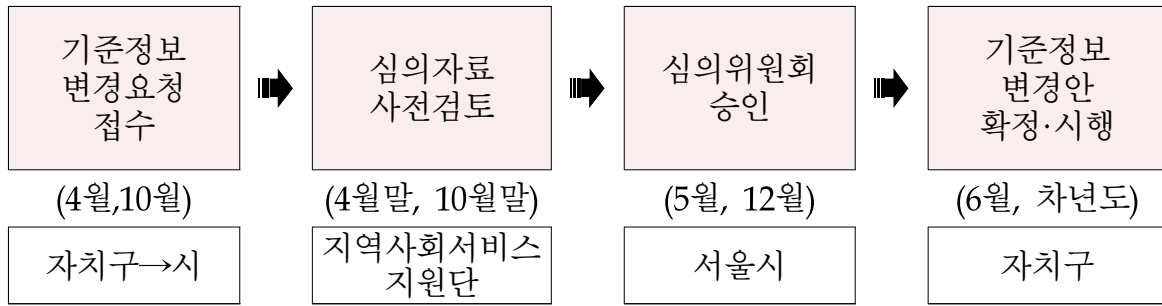 기준정보
변경요청
접수
심의자료
사전검토
심의위원회
승인
기준정보
변경안
확정·시행
(4월,10월)
(4월말, 10월말)
(5월, 12월)
(6월, 차년도)
자치구→시
지역사회서비스
지원단
서울시
자치구